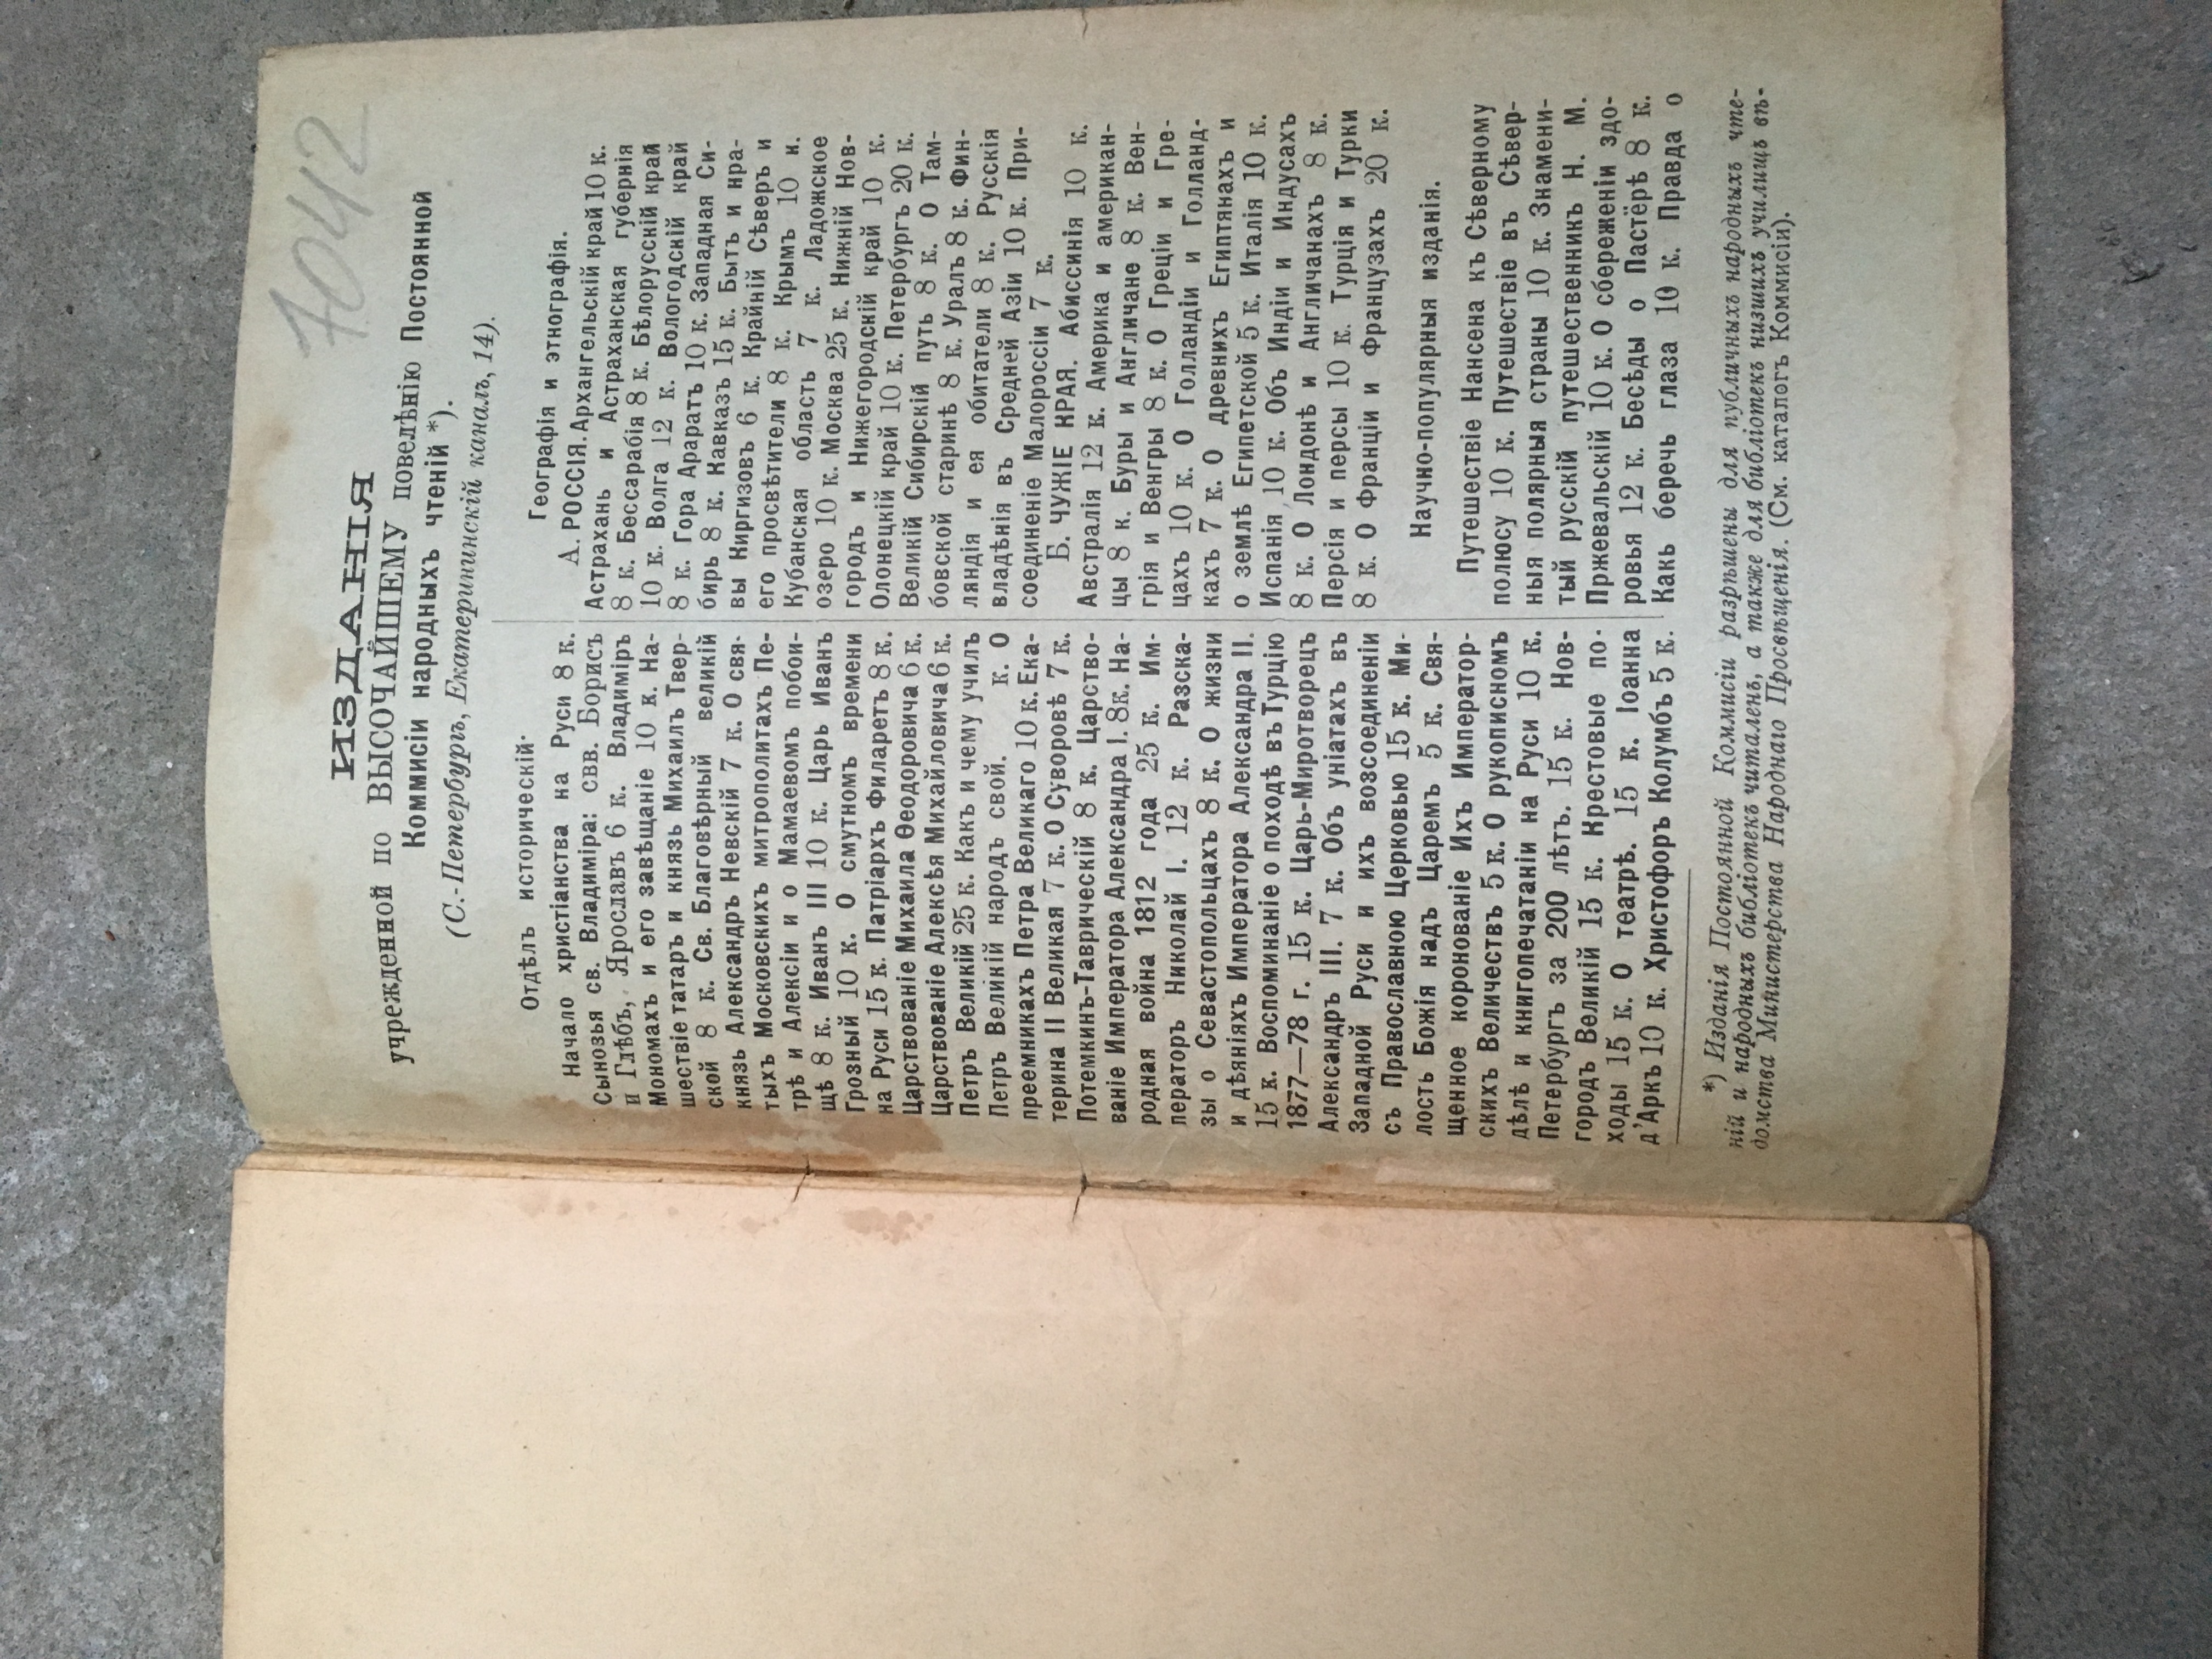 7042
ИЗДАНІЯ
учрежденной по ВЫСОЧАЙШЕМУ повелѣнію Постоянной
Коммисіи народныхъ чтеній *).
(С.-Петербургъ, Екатерининскій каналъ, 14).
Отдѣлъ историческій.
Начало христіанства на Руси 8 к.
Сыновья св. Владиміра: свв. Борисъ
и Глѣбъ, Ярославъ 6 к. Владиміръ
Мономахъ и его завѣщаніе 10 к. На-
шествіе татаръ и князь Михаилъ Твер-
ской 8 к. Св. Благовѣрный великій
князь Александръ Невскій 7 к. О свя-
тыхъ Московскихъ митрополитахъ Пе-
трѣ и Алексіи и о Мамаевомъ побои-
щѣ 8 к. Иванъ III 10 к. Царь Иванъ
Грозный 10 к. О смутномъ времени
на Руси 15 к. Патріархъ Филаретъ 8 к.
Царствованіе Михаила Ѳеодоровича 6 к.
Царствованіе Алексѣя Михайловича 6 к.
Петръ Великій 25 к. Какъ и чему училъ
Петръ Великій народъ свой. к. О
преемникахъ Петра Великаго 10 к. Ека-
терина II Великая 7 к. О Суворовѣ 7 к.
Потемкинъ-Таврическій 8 к. Царство-
ваніе Императора Александра I. 8к. На-
родная война 1812 года 25 к. Им-
ператоръ Николай I. 12 к. Разска-
зы о Севастопольцахъ 8 к. О жизни
и дѣяніяхъ Императора Александра II.
15 к. Воспоминаніе о походѣ въ Турцію
1877—78 г. 15 к. Царь-Миротворецъ
Александръ III. 7 к. Объ уніатахъ въ
Западной Руси и ихъ возсоединеніи
съ Православною Церковью 15 к. Ми-
лость Божія надъ Царемъ 5 к. Свя-
щенное коронованіе Ихъ Император-
скихъ Величествъ 5 к. О рукописномъ
дѣлѣ и книгопечатаніи на Руси 10 к.
Петербургъ за 200 лѣтъ. 15 к. Нов-
городъ Великій 15 к. Крестовые по-
ходы 15 к. О театрѣ. 15 к. Іоанна
д'Аркъ 10 к. Христофоръ Колумбъ 5 к.
Географія и этнографія.
А. РОССІЯ. Архангельскій край 10 к.
Астрахань и Астраханская губернія
8 к. Бессарабія 8 к. Бѣлорусскій край
10 к. Волга 12 к. Вологодскій край
8 к. Гора Араратъ 10 к. Западная Си-
бирь 8 к. Кавказъ 15 к. Бытъ и нра-
вы Киргизовъ 6 к. Крайній Сѣверъ и
его просвѣтители 8 к. Крымъ 10 и.
Кубанская область 7 к. Ладожское
озеро 10 к. Москва 25 к. Нижній Нов-
городъ и Нижегородскій край 10 к.
Олонецкій край 10 к. Петербургъ 20 к.
Великій Сибирскій путь 8 к. О Там-
бовской старинѣ 8 к. Уралъ 8 к. Фин-
ляндія и ея обитатели 8 к. Русскія
владѣнія въ Средней Азіи 10 к. При-
соединеніе Малороссіи 7 к.
Б. ЧУЖІЕ КРАЯ. Абиссинія 10 к.
Австралія 12 к. Америка и американ-
цы 8 к. Буры и Англичане 8 к. Вен-
грія и Венгры 8 к. О Греціи и Гре-
цахъ 10 к. О Голландіи и Голланд-
кахъ 7 к. О древнихъ Египтянахъ и
о землѣ Египетской 5 к. Италія 10 к.
Испанія 10 к. Объ Индіи и Индусахъ
8 к. О Лондонѣ и Англичанахъ 8 к.
Персія и персы 10 к. Турція и Турки
8 к. О Франціи и Французахъ 20 к.
Научно-популярныя изданія.
Путешествіе Нансена къ Сѣверному
полюсу 10 к. Путешествіе въ Сѣвер-
ныя полярныя страны 10 к. Знамени-
тый русскій путешественникъ Н. М.
Пржевальскій 10 к. О сбереженіи здо-
ровья 12 к. Бесѣды о Пастёрѣ 8 к.
Какь беречь глаза 10 к. Правда о
*) Изданія Постоянной Коммисіи разрѣшены для публичныхъ народныхъ чте-
ній и народныхъ библіотекъ читаленъ, а также для библіотекъ низшихъ училищъ вѣ-
домства Министерства Народнаго Просвѣщенія. (См. каталогъ Коммисіи).